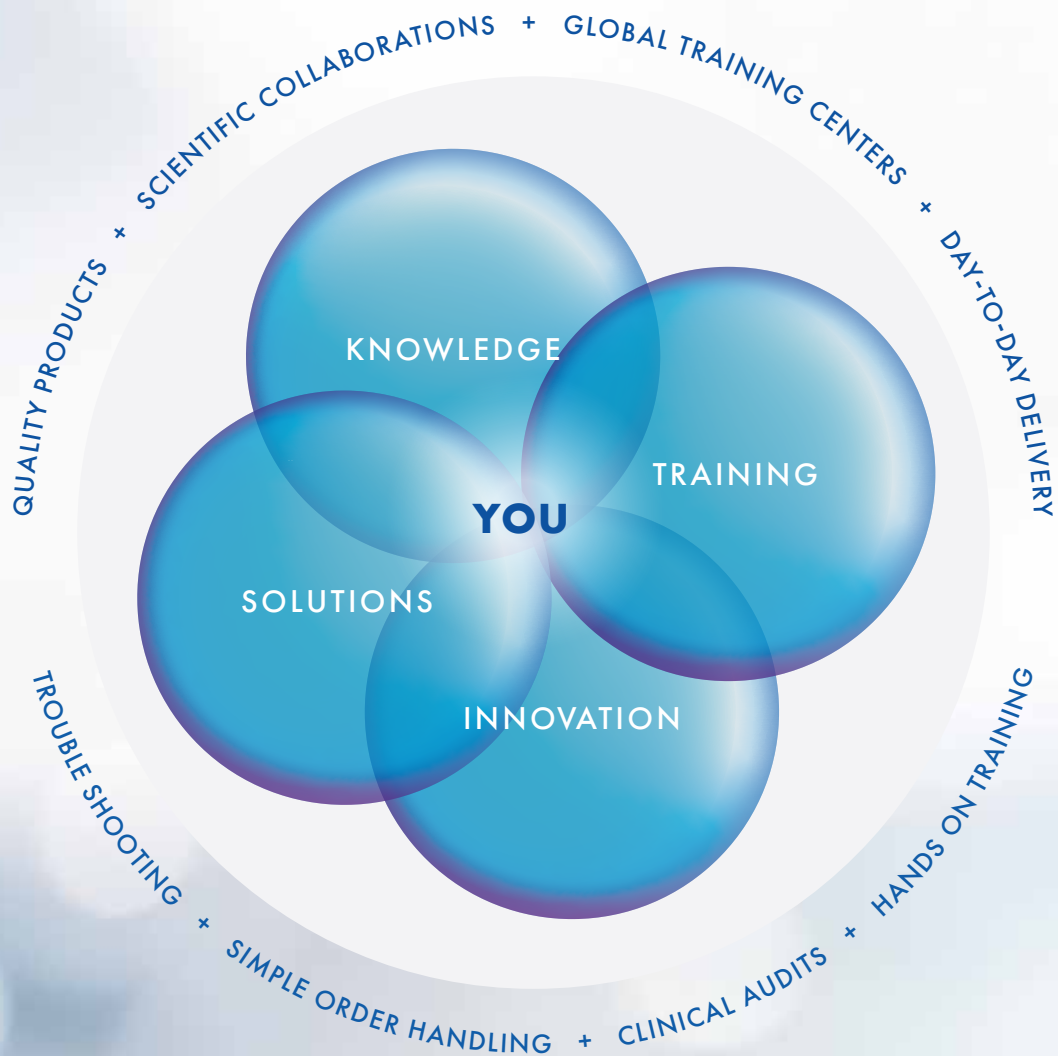 QUALITY PRODUCTS + SCIENTIFIC COLLABORATIONS + GLOBAL TRAINING CENTERS + DAY-TO-DAY DELIVERY
KNOWLEDGE
TRAINING
YOU
SOLUTIONS
INNOVATION
TROUBLE SHOOTING + SIMPLE ORDER HANDLING + CLINICAL AUDITS + HANDS ON TRAINING